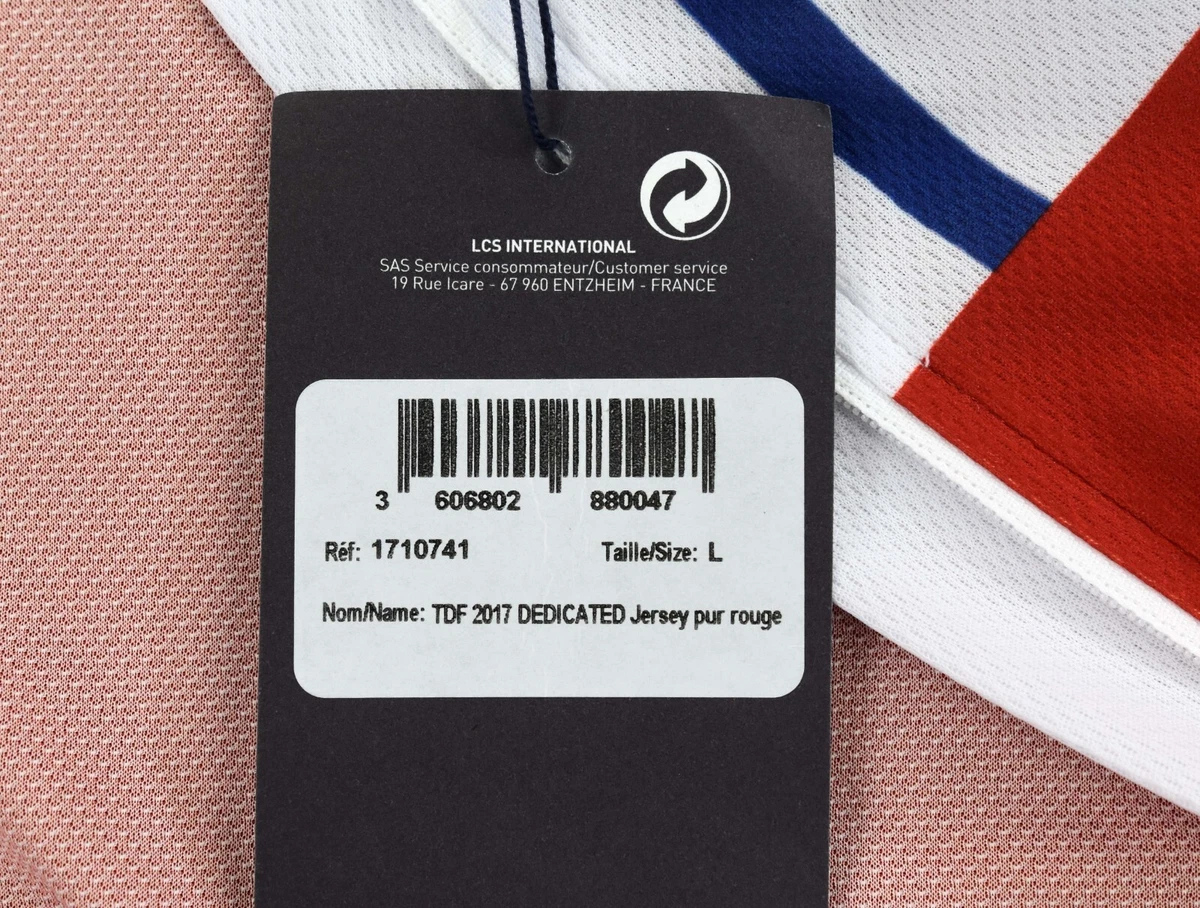 LCS INTERNATIONAL
SAS Service consommateur/Customer service
19 Rue Icare - 67 960 ENTZHEIM - FRANCE
3 606802 880047
Réf: 1710741 Taille/Size: L
Nom/Name: TDF 2017 DEDICATED Jersey pur rouge